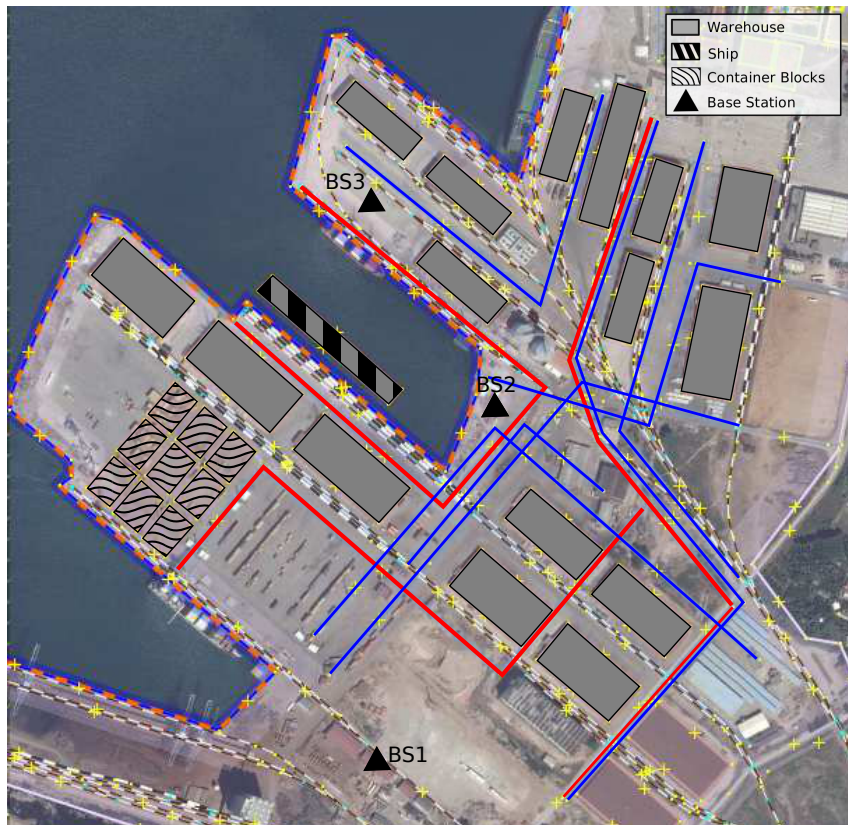 Warehouse
Ship
Container Blocks
Base Station
BS3
BS2
BS1